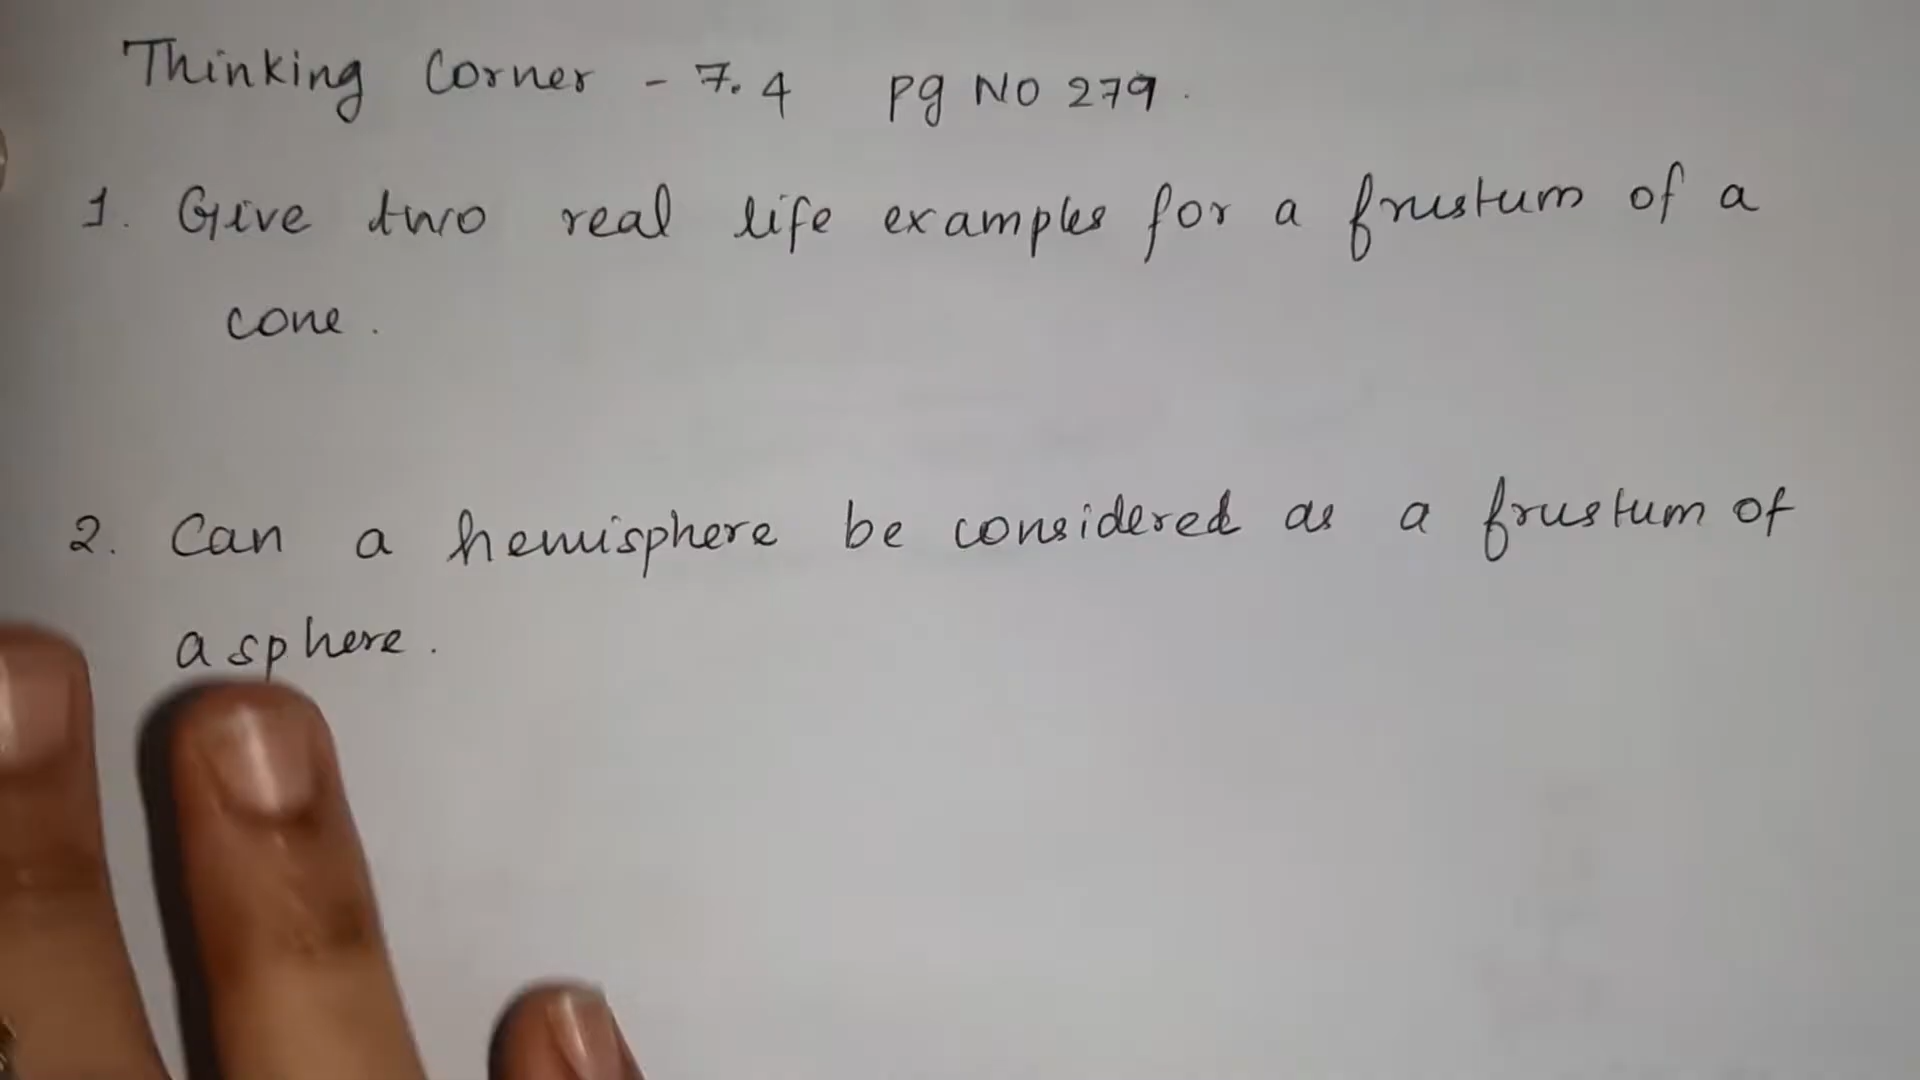 Thinking Corner - 7.4 Pg NO 279.
1. Give two real life examples for a frustum of a
cone.
2. Can a hemisphere be considered as a frustum of
a sphere.